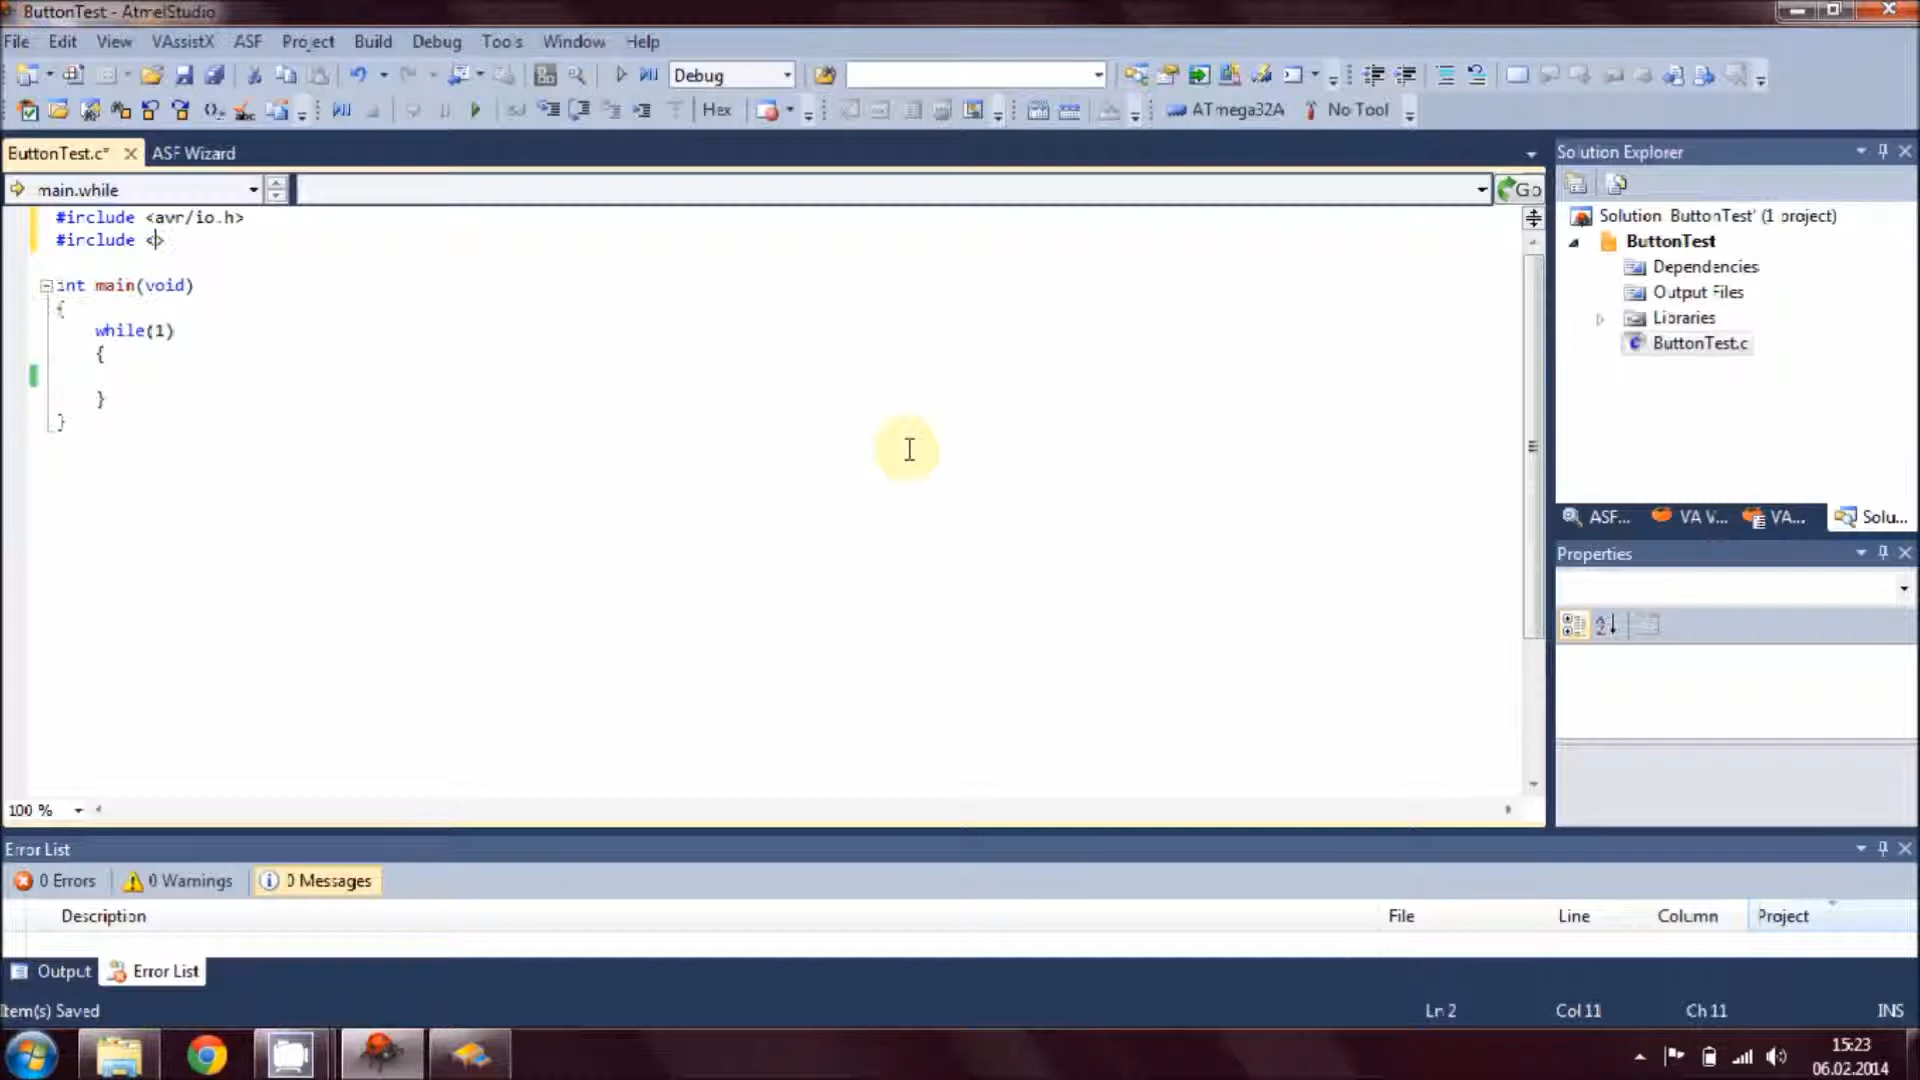 ButtonTest - AtmelStudio
File Edit View VAssistX ASF Project Build Debug Tools Window Help
Debug
Hex ATmega32A No Tool
ButtonTest.c* ASF Wizard
main.while Go
#include <avr/io.h>
#include <>
int main(void)
{
while(1)
{
}
}
100 %
Solution Explorer
Solution 'ButtonTest' (1 project)
ButtonTest
Dependencies
Output Files
Libraries
ButtonTest.c
ASF... VA V... VA... Solu...
Properties
Error List
0 Errors 0 Warnings 0 Messages
Description File Line Column Project
Output Error List
Item(s) Saved Ln 2 Col 11 Ch 11 INS
15:23
06.02.2014